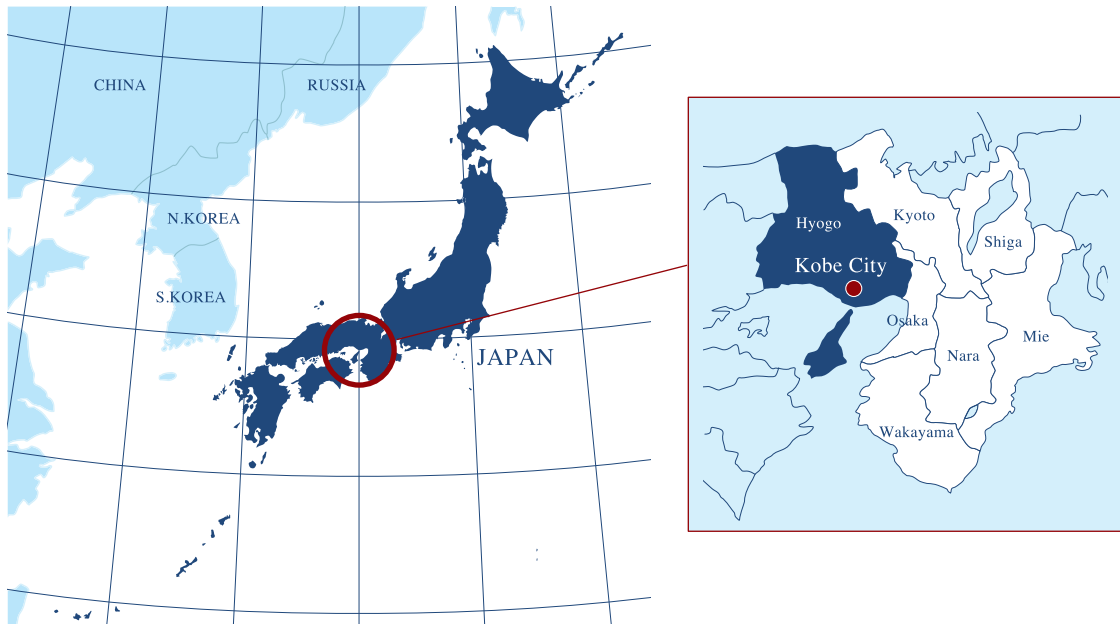 CHINA
RUSSIA
N.KOREA
S.KOREA
JAPAN
Hyogo
Kyoto
Shiga
Kobe City
Osaka
Mie
Nara
Wakayama